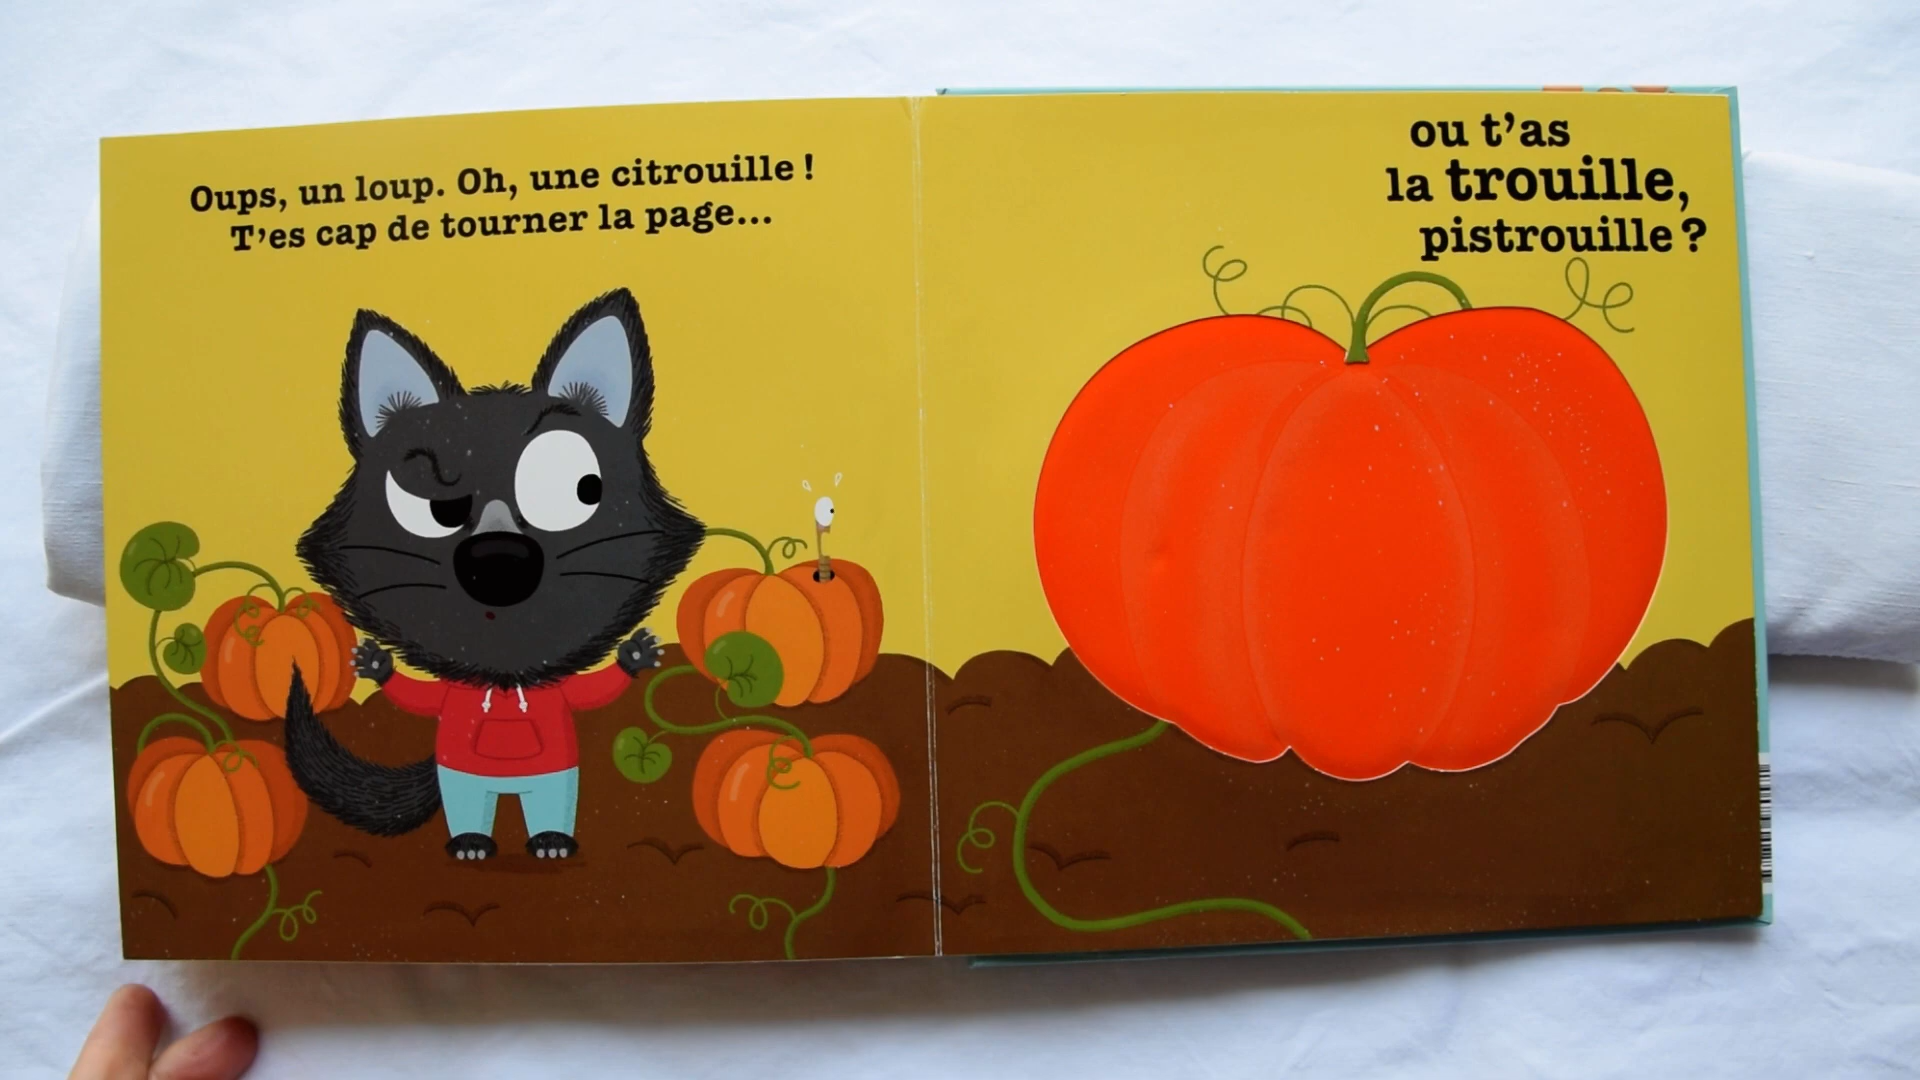 Oups, un loup. Oh, une citrouille !
T'es cap de tourner la page...
ou t'as
la trouille,
pistrouille ?